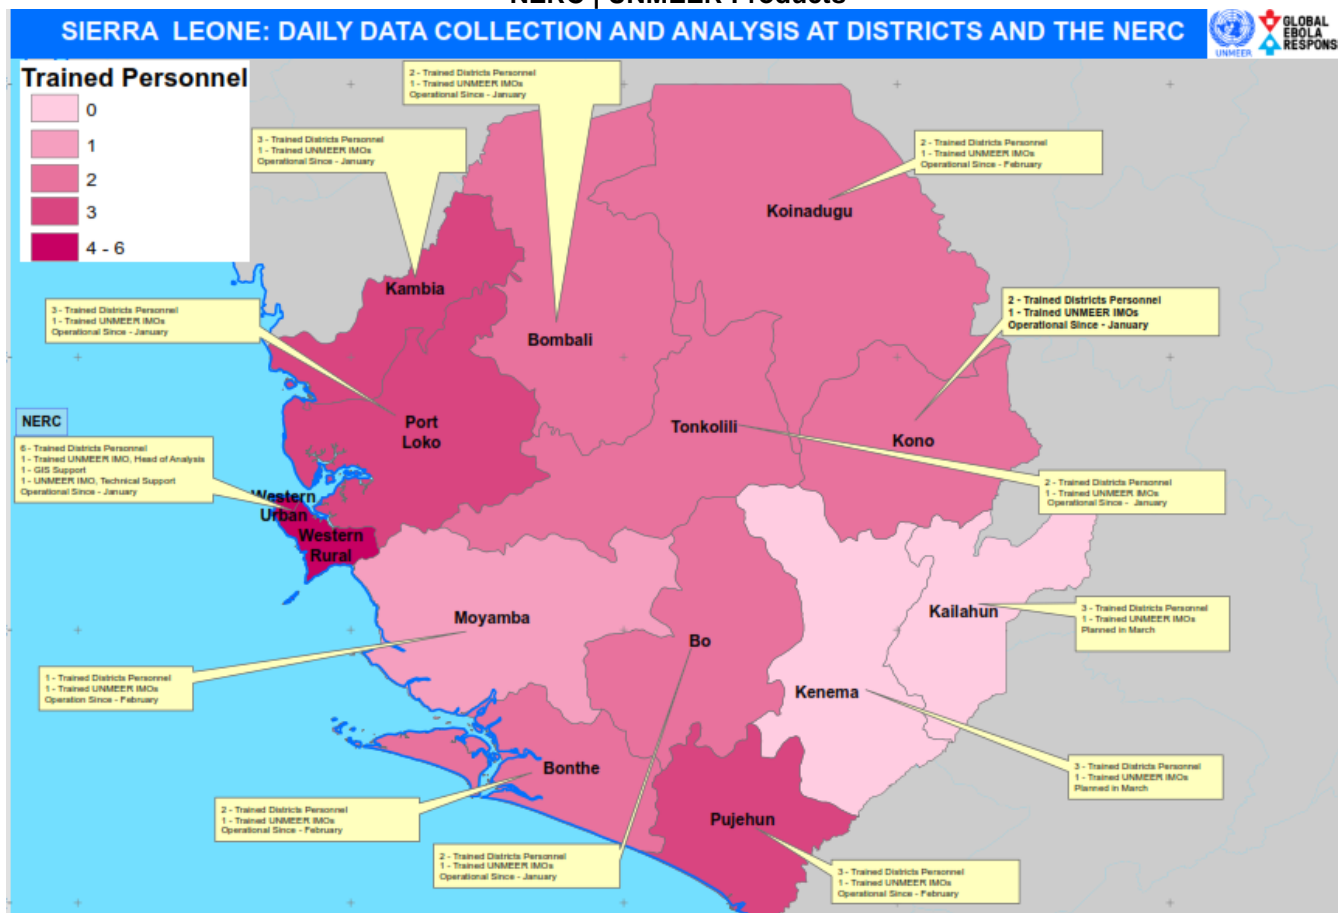 NERC | UNMEER Products
SIERRA LEONE: DAILY DATA COLLECTION AND ANALYSIS AT DISTRICTS AND THE NERC
UNMEER
GLOBAL
EBOLA
RESPONS
Trained Personnel
0
1
2
3
4 - 6
2 - Trained Districts Personnel
1 - Trained UNMEER IMOs
Operational Since - January
3 - Trained Districts Personnel
1 - Trained UNMEER IMOs
Operational Since - January
2 - Trained Districts Personnel
1 - Trained UNMEER IMOs
Operational Since - February
Koinadugu
Kambia
3 - Trained Districts Personnel
1 - Trained UNMEER IMOs
Operational Since - January
2 - Trained Districts Personnel
1 - Trained UNMEER IMOs
Operational Since - January
Bombali
NERC
6 - Trained Districts Personnel
1 - Trained UNMEER IMO, Head of Analysis
1 - GIS Support
1 - UNMEER IMO, Technical Support
Operational Since - January
Port
Loko
Tonkolili
Kono
2 - Trained Districts Personnel
1 - Trained UNMEER IMOs
Operational Since - January
Western
Urban
Western
Rural
Moyamba
Kailahun
3 - Trained Districts Personnel
1 - Trained UNMEER IMOs
Planned in March
Bo
1 - Trained Districts Personnel
1 - Trained UNMEER IMOs
Operation Since - February
Kenema
3 - Trained Districts Personnel
1 - Trained UNMEER IMOs
Planned in March
Bonthe
2 - Trained Districts Personnel
1 - Trained UNMEER IMOs
Operational Since - February
Pujehun
2 - Trained Districts Personnel
1 - Trained UNMEER IMOs
Operational Since - January
3 - Trained Districts Personnel
1 - Trained UNMEER IMOs
Operational Since - February